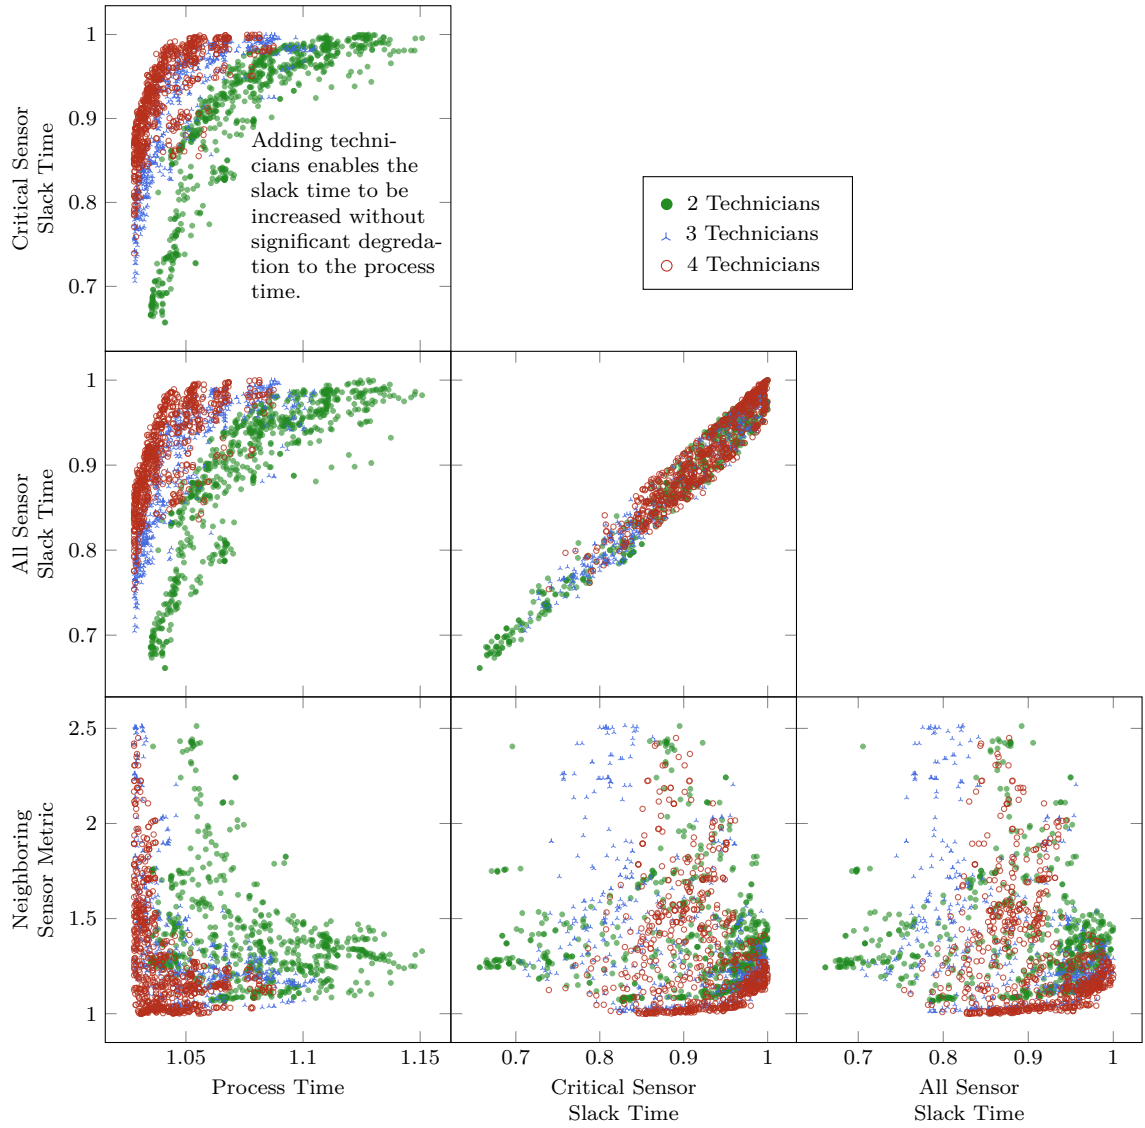 1
0.9
0.8
0.7
Critical Sensor
Slack Time
Adding techni-
cians enables the
slack time to be
increased without
significant degreda-
tion to the process
time.
2 Technicians
3 Technicians
4 Technicians
1
0.9
0.8
0.7
All Sensor
Slack Time
2.5
2
1.5
1
Neighboring
Sensor Metric
1.05
1.1
1.15
Process Time
0.7
0.8
0.9
1
Critical Sensor
Slack Time
0.7
0.8
0.9
1
All Sensor
Slack Time